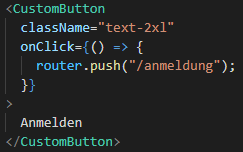 <CustomButton
  className="text-2xl"
  onClick={() => {
    router.push("/anmeldung");
  }}
>
  Anmelden
</CustomButton>